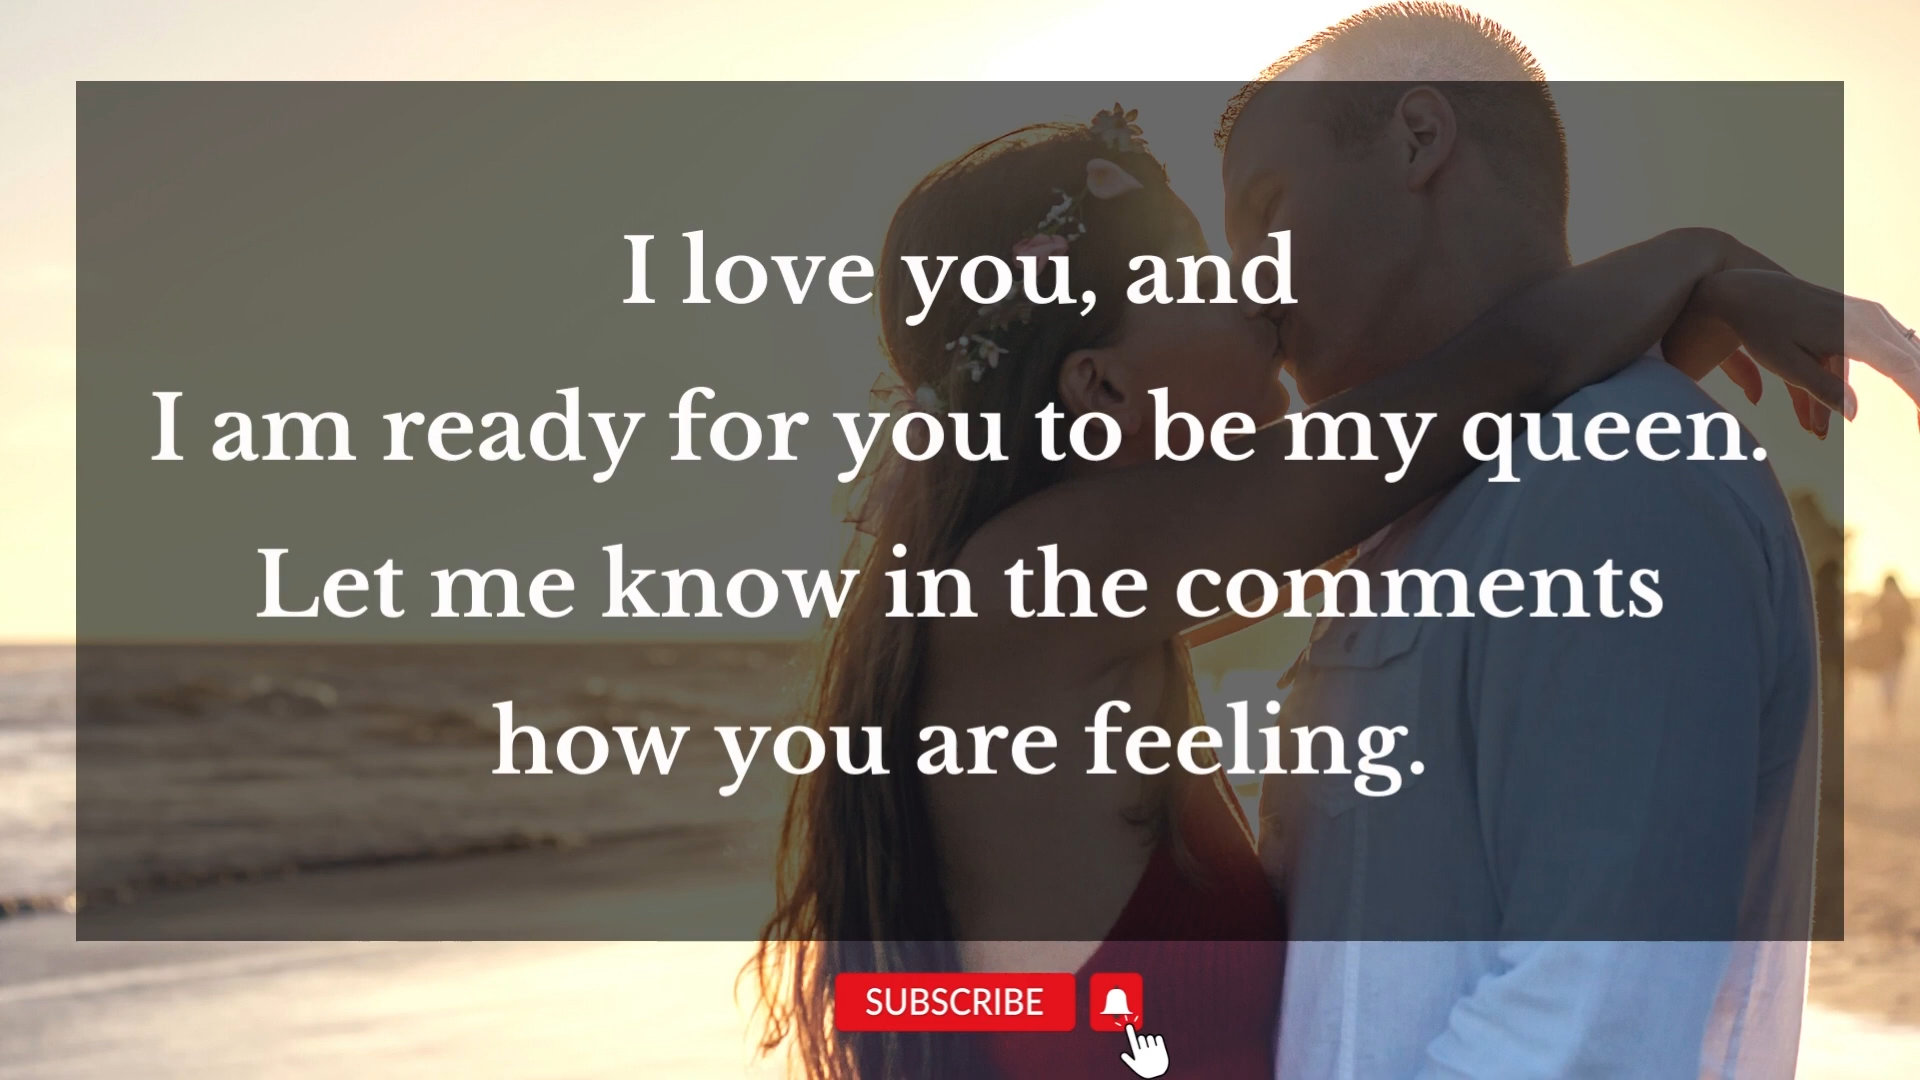 I love you, and
I am ready for you to be my queen.
Let me know in the comments
how you are feeling.
SUBSCRIBE